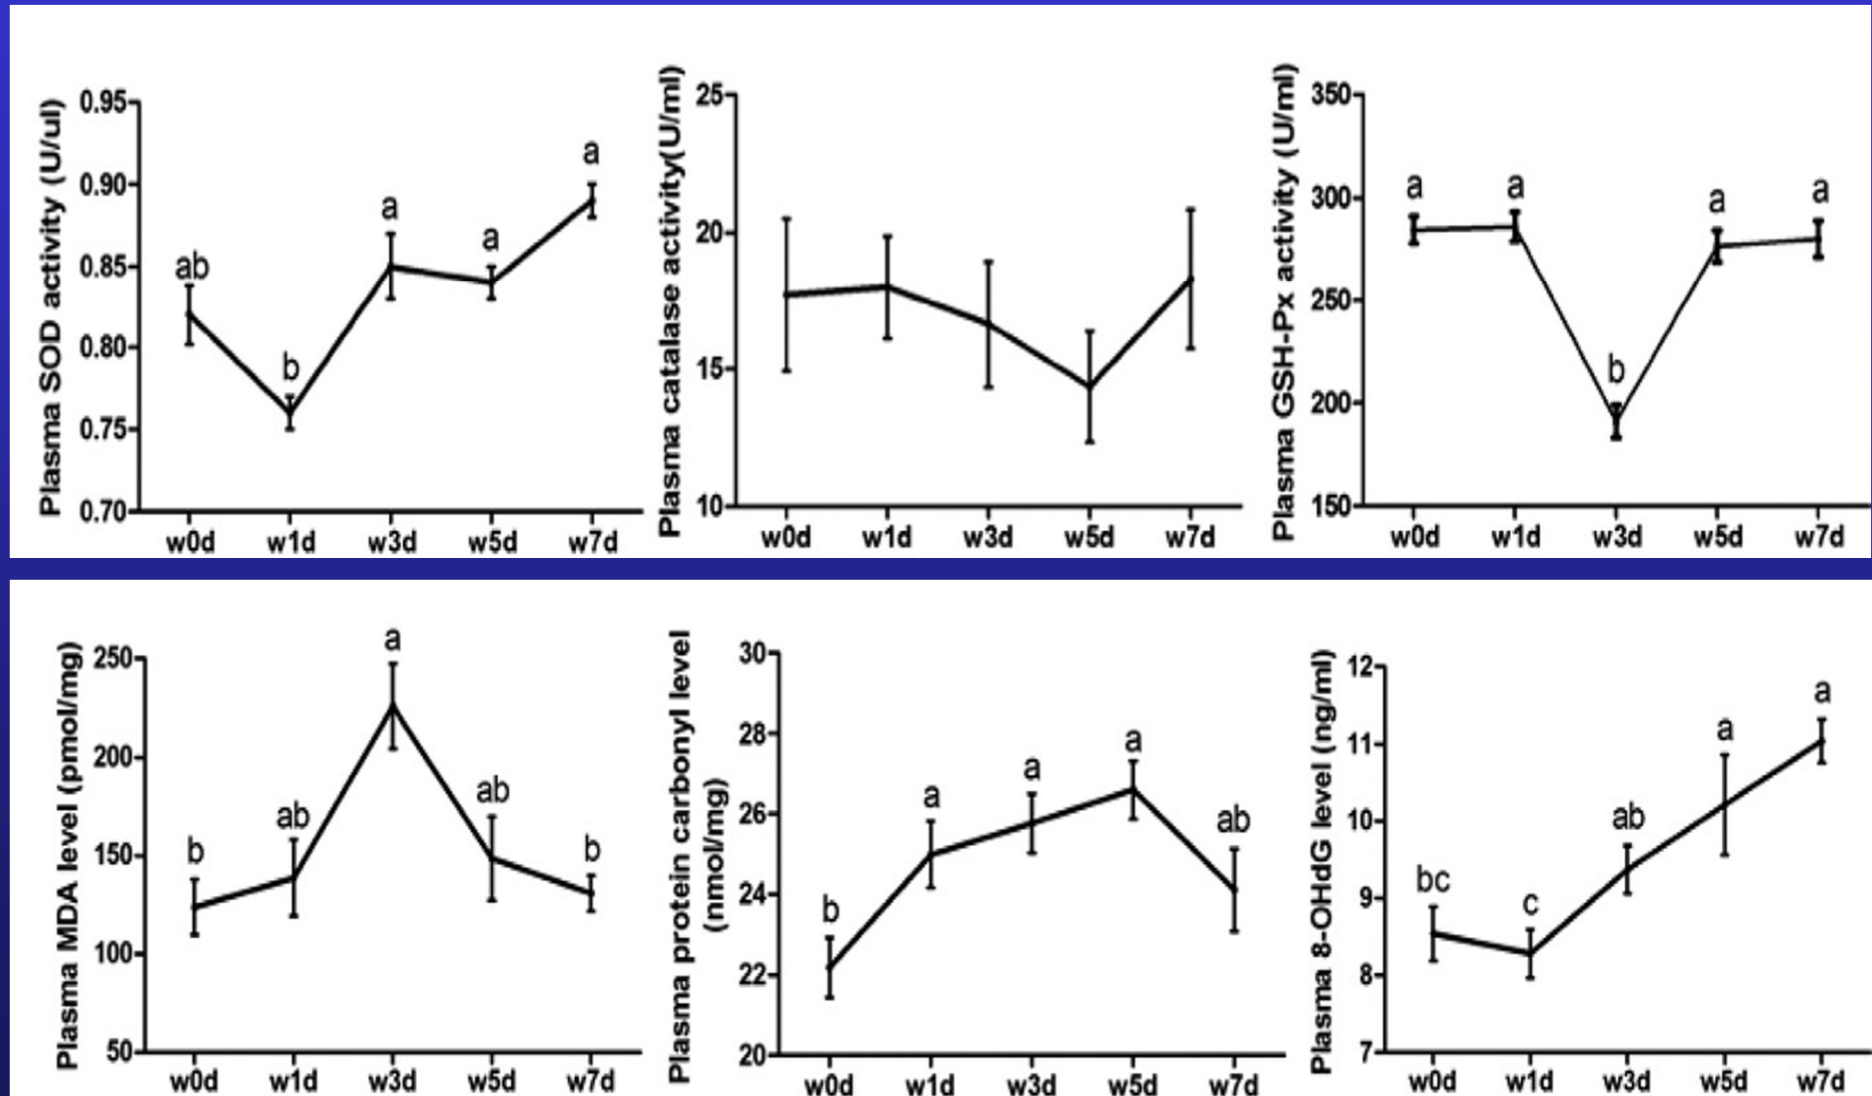 Plasma SOD activity (U/ul)
0.95
0.90
0.85
0.80
0.75
0.70
ab
b
a
a
a
w0d w1d w3d w5d w7d
Plasma catalase activity(U/ml)
25
20
15
10
w0d w1d w3d w5d w7d
Plasma GSH-Px activity (U/ml)
350
300
250
200
150
a
a
b
a
a
w0d w1d w3d w5d w7d
Plasma MDA level (pmol/mg)
250
200
150
100
50
b
ab
a
ab
b
w0d w1d w3d w5d w7d
Plasma protein carbonyl level
(nmol/mg)
30
28
26
24
22
20
b
a
a
a
ab
w0d w1d w3d w5d w7d
Plasma 8-OHdG level (ng/ml)
12
11
10
9
8
7
bc
c
ab
a
a
w0d w1d w3d w5d w7d